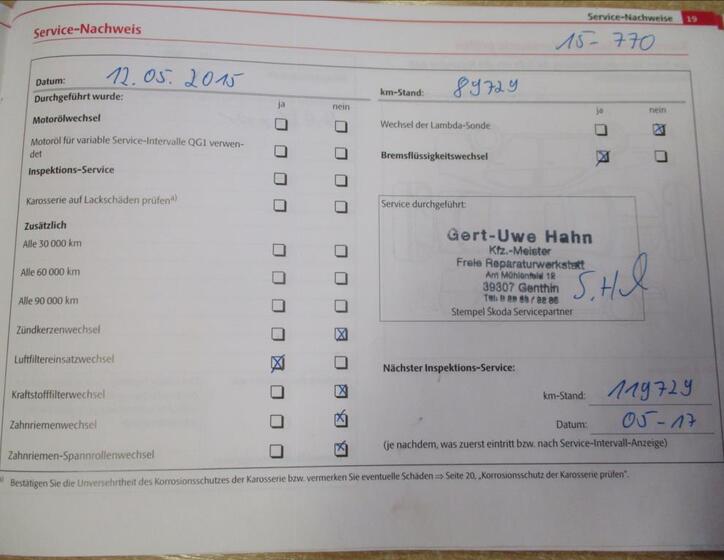 Service-Nachweise 19
Service-Nachweis
15-770
Datum: 12.05.2015
km-Stand: 89729
Durchgeführt wurde:
ja nein
ja nein
Motorölwechsel
Wechsel der Lambda-Sonde
Motoröl für variable Service-Intervalle QG1 verwen-
det
Bremsflüssigkeitswechsel
Inspektions-Service
Karosserie auf Lackschäden prüfen a)
Service durchgeführt:
Zusätzlich
Alle 30 000 km
Alle 60 000 km
Alle 90 000 km
Gert-Uwe Hahn
Kfz.-Meister
Freie Reparaturwerkstatt
Am Mühlenfeld 12
39307 Genthin
Stempel Škoda Servicepartner
Zündkerzenwechsel
Luftfiltereinsatzwechsel
Kraftstofffilterwechsel
Zahnriemenwechsel
Zahnriemen-Spannrollenwechsel
Nächster Inspektions-Service:
km-Stand: 119729
Datum: 05-17
(je nachdem, was zuerst eintritt bzw. nach Service-Intervall-Anzeige)
a) Bestätigen Sie die Unversehrtheit des Korrosionsschutzes der Karosserie bzw. vermerken Sie eventuelle Schäden ⇒ Seite 20, „Korrosionsschutz der Karosserie prüfen".